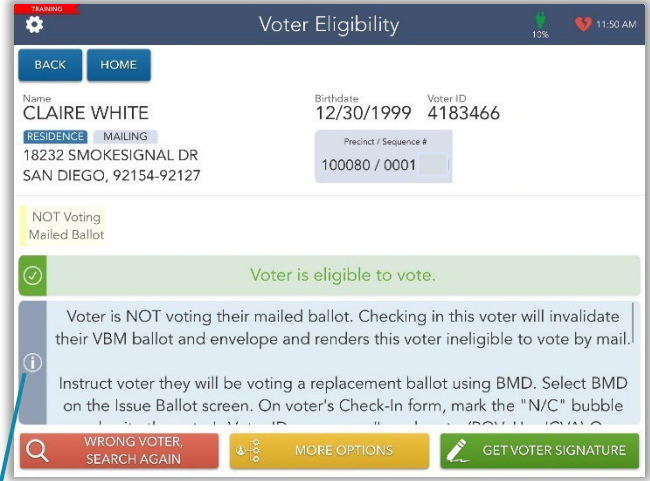 TRAINING
Voter Eligibility
10%
11:50 AM
BACK HOME
Name Birthdate Voter ID
CLAIRE WHITE 12/30/1999 4183466
RESIDENCE MAILING Precinct / Sequence #
18232 SMOKESIGNAL DR 100080 / 0001
SAN DIEGO, 92154-92127
NOT Voting
Mailed Ballot
Voter is eligible to vote.
Voter is NOT voting their mailed ballot. Checking in this voter will invalidate
their VBM ballot and envelope and renders this voter ineligible to vote by mail.
Instruct voter they will be voting a replacement ballot using BMD. Select BMD
on the Issue Ballot screen. On voter's Check-In form, mark the "N/C" bubble
WRONG VOTER,
SEARCH AGAIN
MORE OPTIONS
GET VOTER SIGNATURE